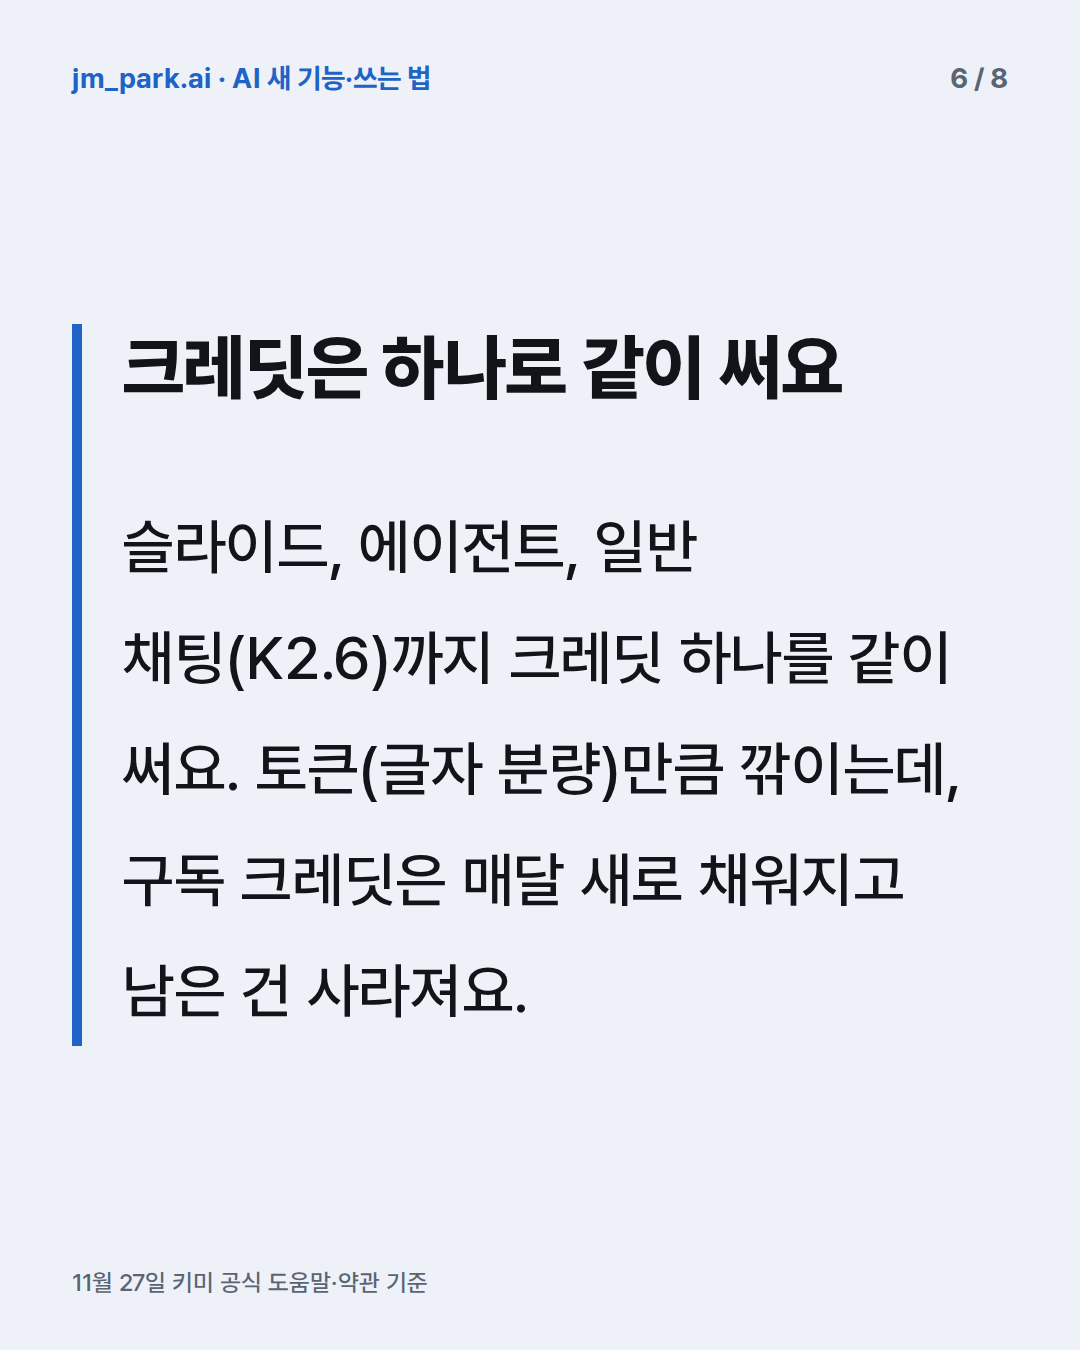 jm_park.ai · AI 새 기능·쓰는 법
6 / 8
크레딧은 하나로 같이 써요
슬라이드, 에이전트, 일반
채팅(K2.6)까지 크레딧 하나를 같이
써요. 토큰(글자 분량)만큼 깎이는데,
구독 크레딧은 매달 새로 채워지고
남은 건 사라져요.
11월 27일 키미 공식 도움말·약관 기준